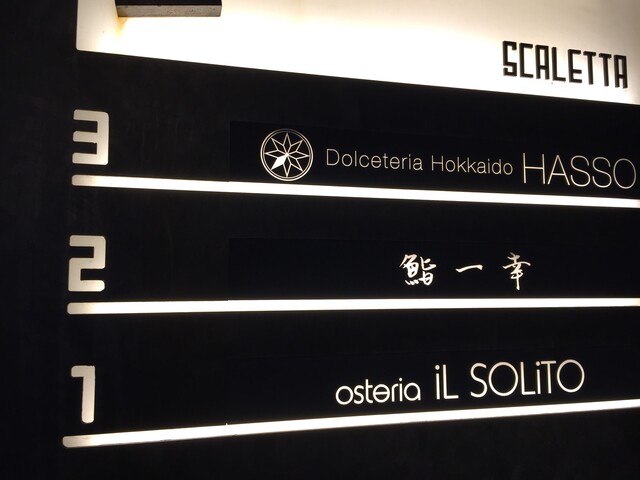 SCALETTA
3 Dolceteria Hokkaido HASSO
2 鮨 一 幸
1 osteria iL SOLiTO